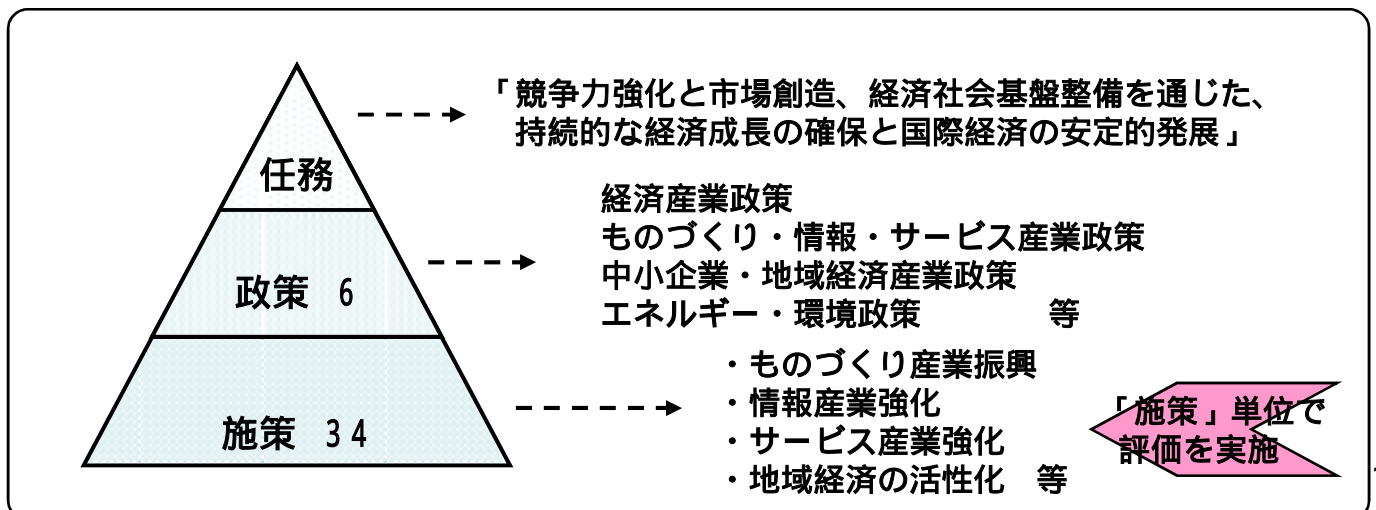 「競争力強化と市場創造、経済社会基盤整備を通じた、
持続的な経済成長の確保と国際経済の安定的発展」
任務
経済産業政策
ものづくり・情報・サービス産業政策
中小企業・地域経済産業政策
エネルギー・環境政策　　　　等
政策　6
・ものづくり産業振興
・情報産業強化
・サービス産業強化
・地域経済の活性化　等
施策　３４
「施策」単位で
評価を実施